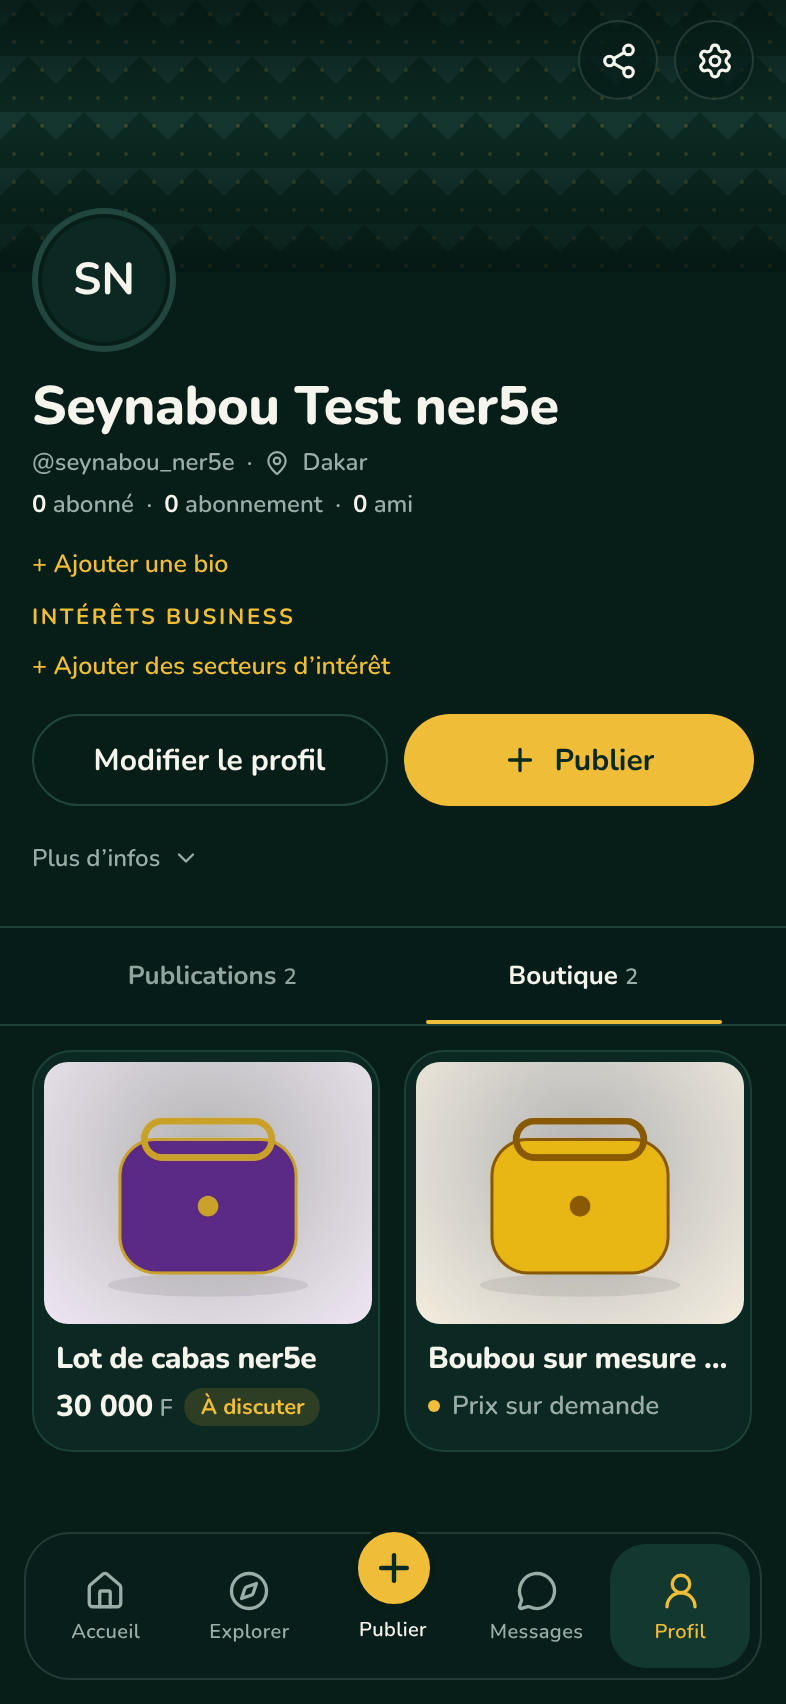 SN
Seynabou Test ner5e
@seynabou_ner5e · Dakar
0 abonné · 0 abonnement · 0 ami
+ Ajouter une bio
INTÉRÊTS BUSINESS
+ Ajouter des secteurs d’intérêt
Modifier le profil
Publier
Plus d’infos
Publications 2
Boutique 2
Lot de cabas ner5e
30 000 F À discuter
Boubou sur mesure ...
Prix sur demande
Accueil
Explorer
Publier
Messages
Profil